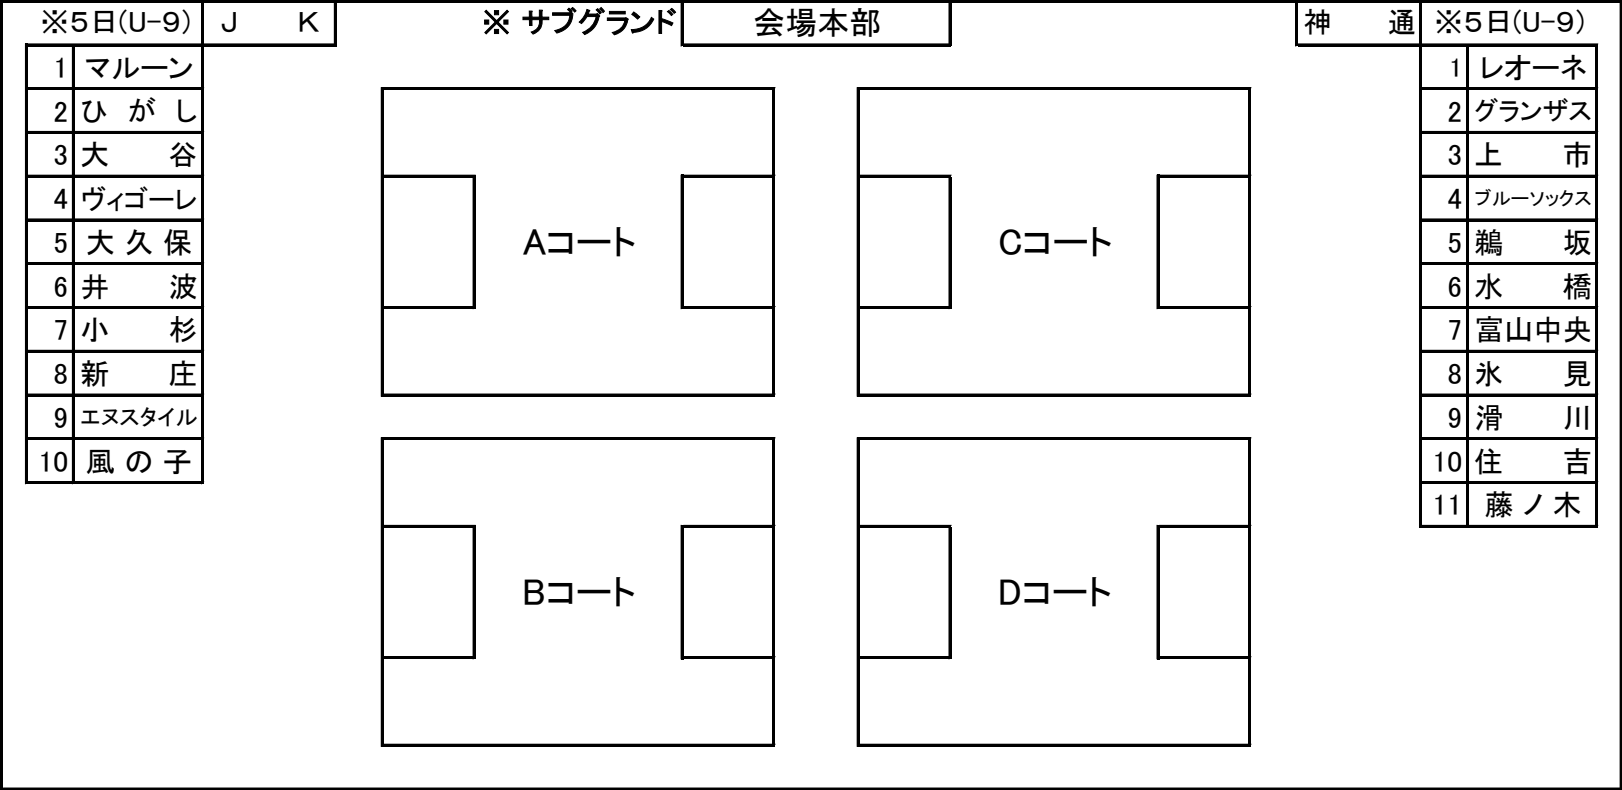 ※5日(U-9) J K ※ サブグランド 会場本部 神 通 ※5日(U-9)
1 マルーン
2 ひ が し
3 大 谷
4 ヴィゴーレ
5 大 久 保
6 井 波
7 小 杉
8 新 庄
9 エヌスタイル
10 風 の 子
Aコート
Cコート
Bコート
Dコート
1 レオーネ
2 グランザス
3 上 市
4 ブルーソックス
5 鵜 坂
6 水 橋
7 富山中央
8 氷 見
9 滑 川
10 住 吉
11 藤 ノ 木